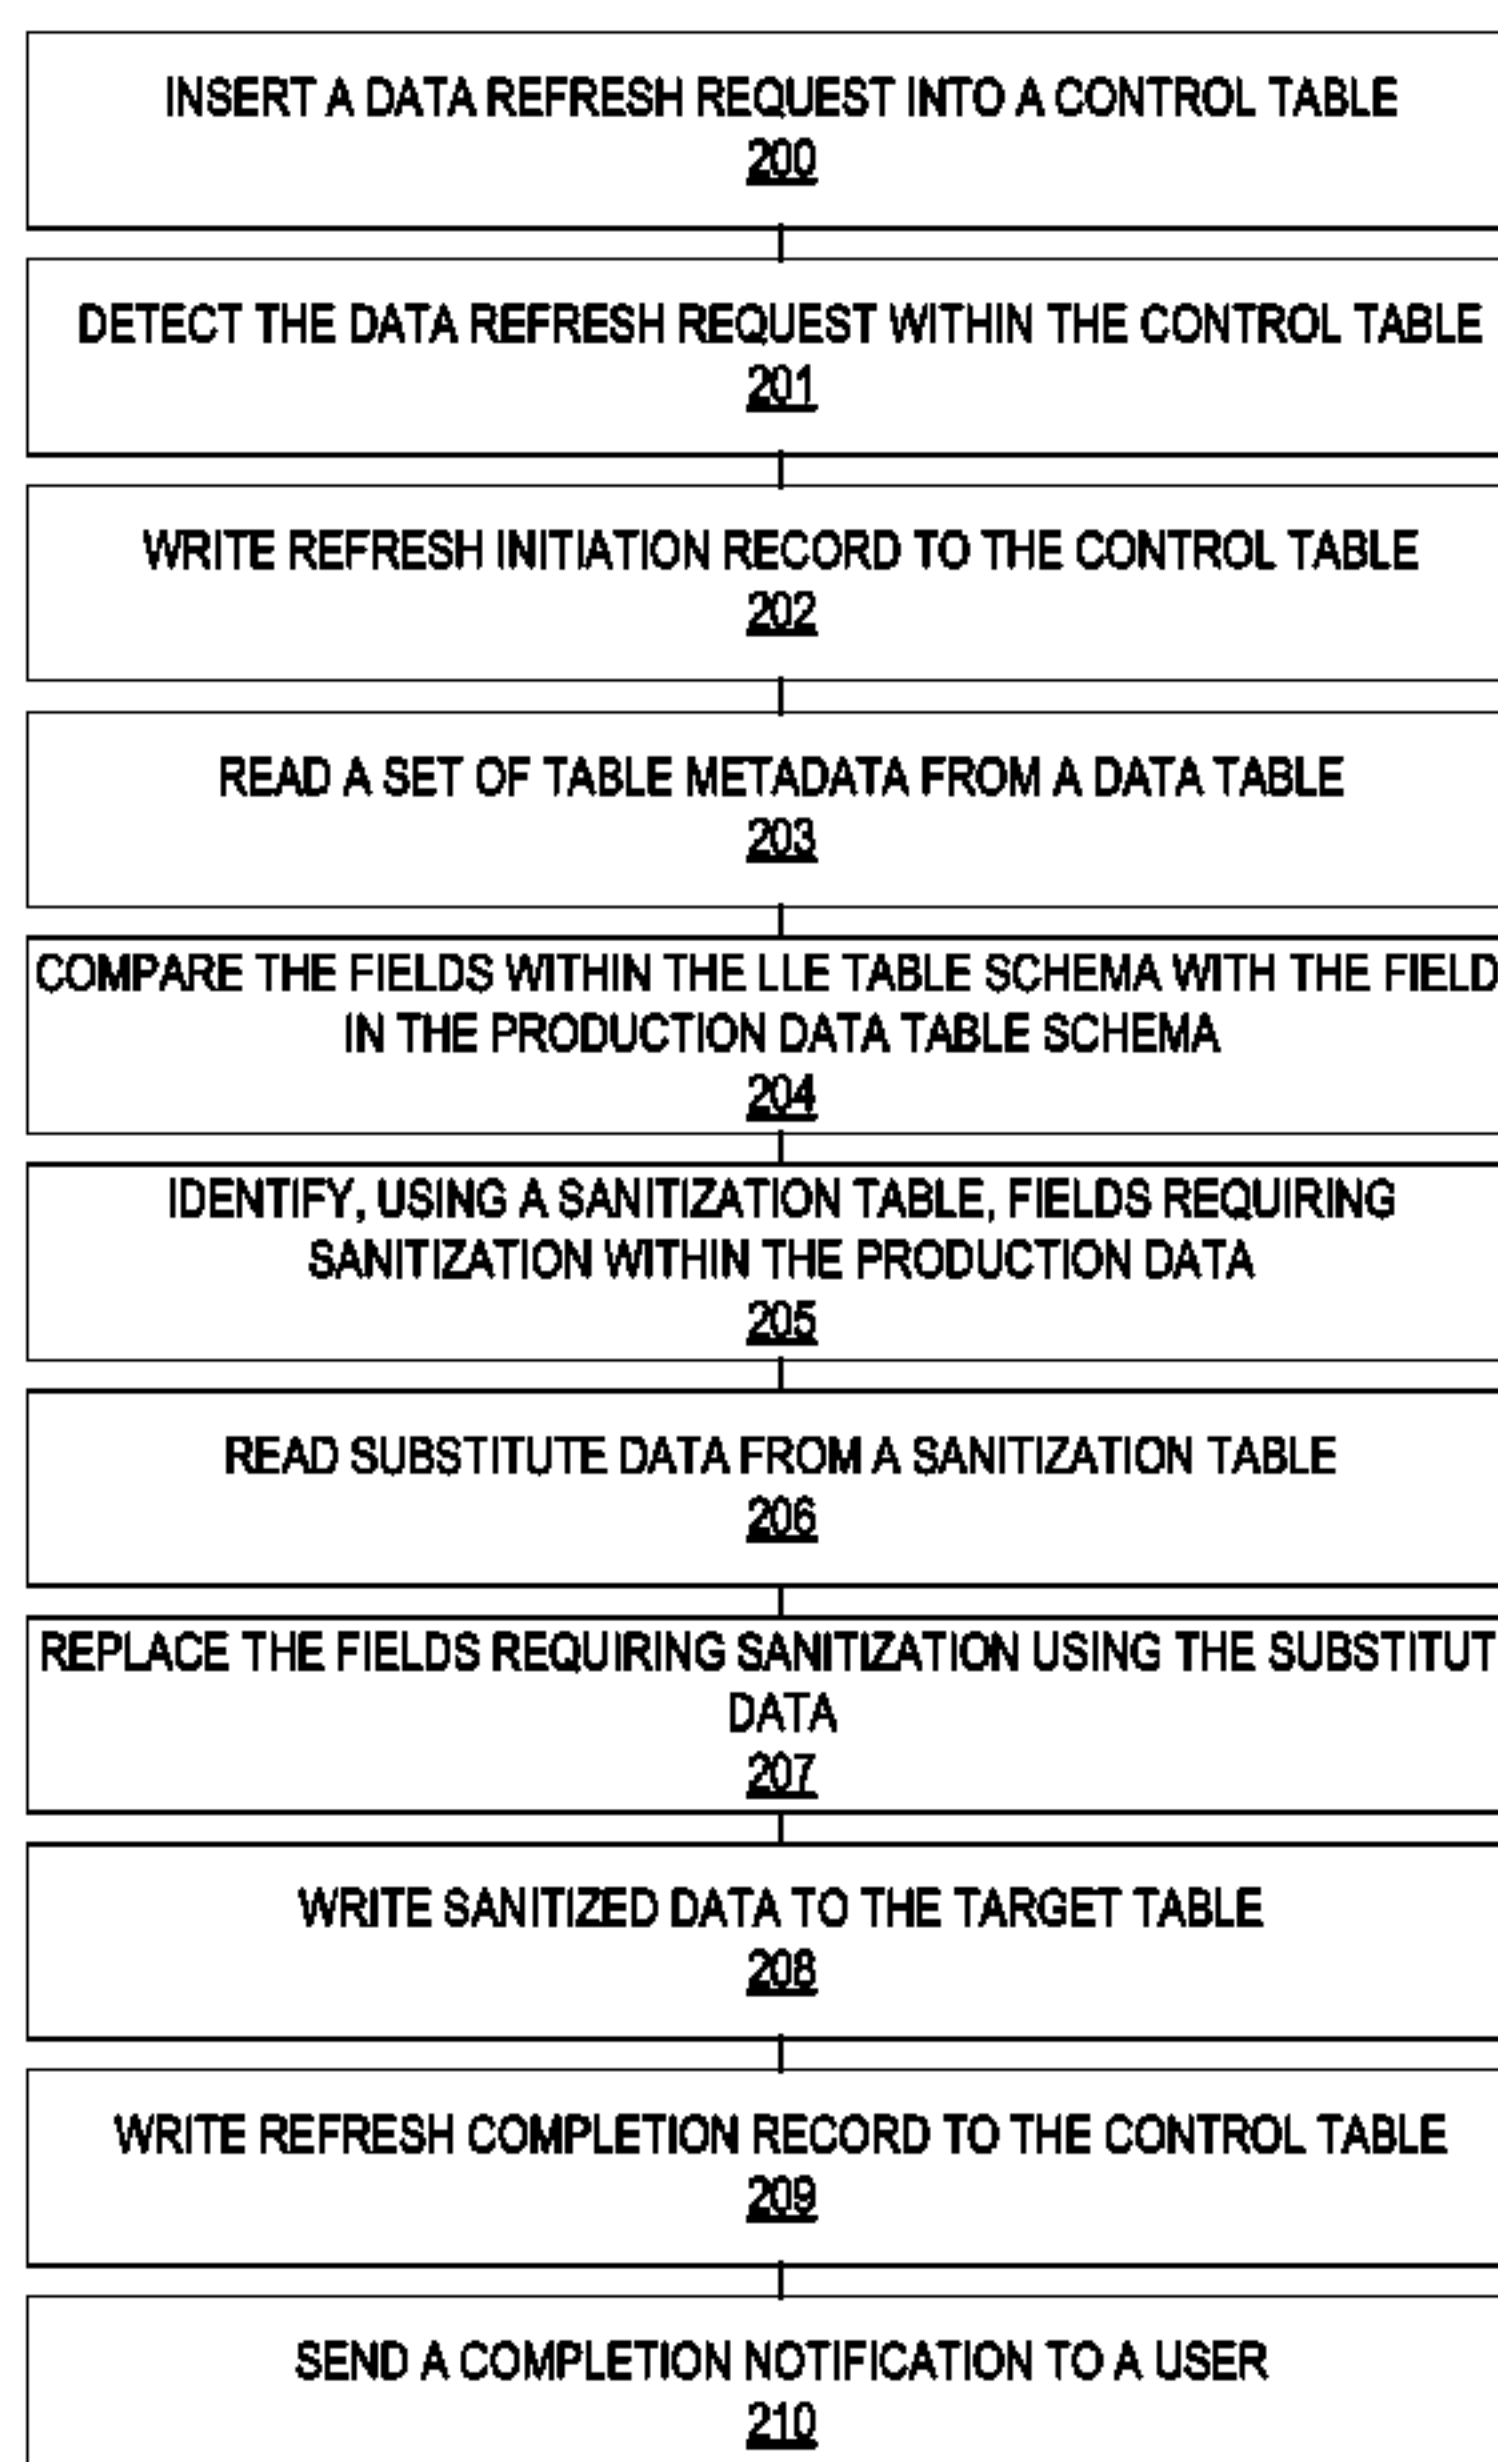 INSERT A DATA REFRESH REQUEST INTO A CONTROL TABLE
200
DETECT THE DATA REFRESH REQUEST WITHIN THE CONTROL TABLE
201
WRITE REFRESH INITIATION RECORD TO THE CONTROL TABLE
202
READ A SET OF TABLE METADATA FROM A DATA TABLE
203
COMPARE THE FIELDS WITHIN THE LLE TABLE SCHEMA WITH THE FIELD
IN THE PRODUCTION DATA TABLE SCHEMA
204
IDENTIFY, USING A SANITIZATION TABLE, FIELDS REQUIRING
SANITIZATION WITHIN THE PRODUCTION DATA
205
READ SUBSTITUTE DATA FROM A SANITIZATION TABLE
206
REPLACE THE FIELDS REQUIRING SANITIZATION USING THE SUBSTITUT
DATA
207
WRITE SANITIZED DATA TO THE TARGET TABLE
208
WRITE REFRESH COMPLETION RECORD TO THE CONTROL TABLE
209
SEND A COMPLETION NOTIFICATION TO A USER
210